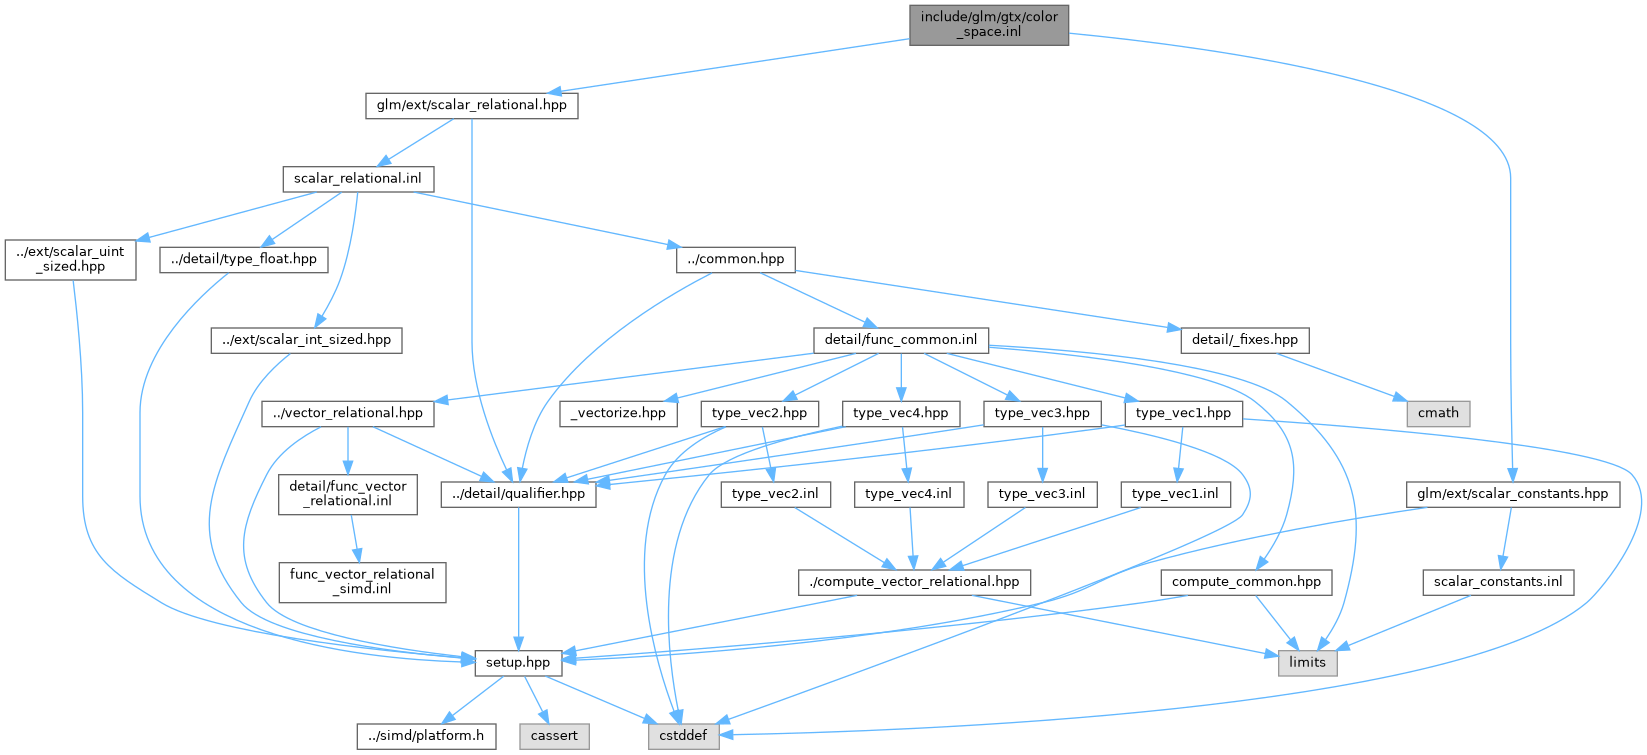 include/glm/gtx/color
_space.inl
glm/ext/scalar_relational.hpp
scalar_relational.inl
../ext/scalar_uint
_sized.hpp
../detail/type_float.hpp
../common.hpp
../ext/scalar_int_sized.hpp
detail/func_common.inl
detail/_fixes.hpp
../vector_relational.hpp
_vectorize.hpp
type_vec2.hpp
type_vec4.hpp
type_vec3.hpp
type_vec1.hpp
cmath
detail/func_vector
_relational.inl
../detail/qualifier.hpp
type_vec2.inl
type_vec4.inl
type_vec3.inl
type_vec1.inl
glm/ext/scalar_constants.hpp
func_vector_relational
_simd.inl
./compute_vector_relational.hpp
compute_common.hpp
scalar_constants.inl
setup.hpp
limits
../simd/platform.h
cassert
cstddef